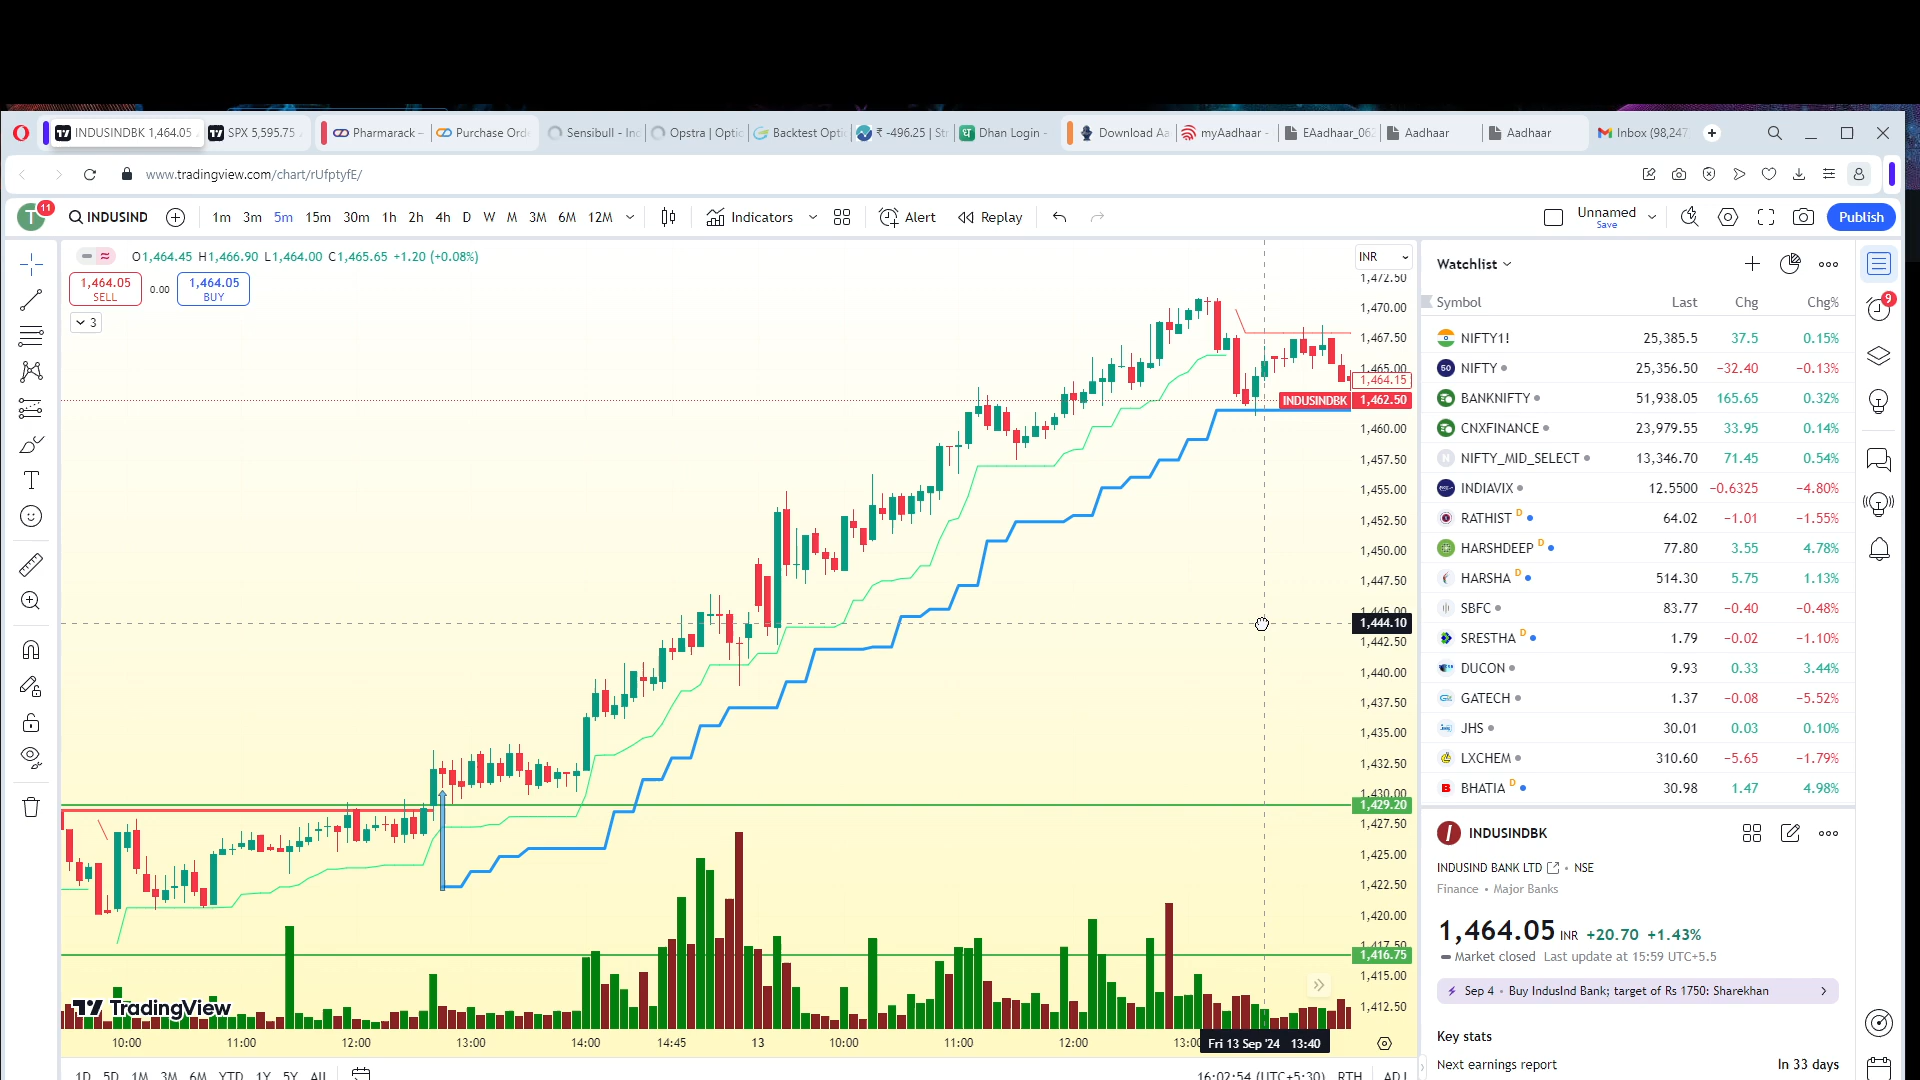 INDUSINDBK 1,464.05
SPX 5,595.75
Pharmarack –
Purchase Orde
Sensibull - Inc
Opstra | Optic
Backtest Optio
₹ -496.25 | Str
Dhan Login -
Download Aa
myAadhaar -
EAadhaar_06
Aadhaar
Aadhaar
Inbox (98,247
www.tradingview.com/chart/rUfptyfE/
T
11
INDUSIND
1m 3m 5m 15m 30m 1h 2h 4h D W M 3M 6M 12M
Indicators
Alert
Replay
Unnamed
Save
Publish
O1,464.45 H1,466.90 L1,464.00 C1,465.65 +1.20 (+0.08%)
1,464.05
SELL
0.00
1,464.05
BUY
3
INR
1,472.50
1,470.00
1,467.50
1,465.00
1,464.15
INDUSINDBK 1,462.50
1,460.00
1,457.50
1,455.00
1,452.50
1,450.00
1,447.50
1,445.00
1,444.10
1,442.50
1,440.00
1,437.50
1,435.00
1,432.50
1,430.00
1,429.20
1,427.50
1,425.00
1,422.50
1,420.00
1,417.50
1,416.75
1,415.00
1,412.50
TradingView
10:00 11:00 12:00 13:00 14:00 14:45 13 10:00 11:00 12:00 13:00
Fri 13 Sep '24 13:40
1D 5D 1M 3M 6M YTD 1Y 5Y All
16:02:54 (UTC+5:30) RTH ADJ
Watchlist
Symbol Last Chg Chg%
NIFTY1! 25,385.5 37.5 0.15%
50 NIFTY 25,356.50 −32.40 −0.13%
BANKNIFTY 51,938.05 165.65 0.32%
CNXFINANCE 23,979.55 33.95 0.14%
N NIFTY_MID_SELECT 13,346.70 71.45 0.54%
INDIAVIX 12.5500 −0.6325 −4.80%
RATHIST D 64.02 −1.01 −1.55%
HARSHDEEP D 77.80 3.55 4.78%
HARSHA D 514.30 5.75 1.13%
SBFC 83.77 −0.40 −0.48%
SRESTHA D 1.79 −0.02 −1.10%
DUCON 9.93 0.33 3.44%
GATECH 1.37 −0.08 −5.52%
JHS 30.01 0.03 0.10%
LXCHEM 310.60 −5.65 −1.79%
B BHATIA D 30.98 1.47 4.98%
9
INDUSINDBK
INDUSIND BANK LTD • NSE
Finance • Major Banks
1,464.05 INR +20.70 +1.43%
Market closed Last update at 15:59 UTC+5.5
Sep 4 • Buy IndusInd Bank; target of Rs 1750: Sharekhan
Key stats
Next earnings report In 33 days